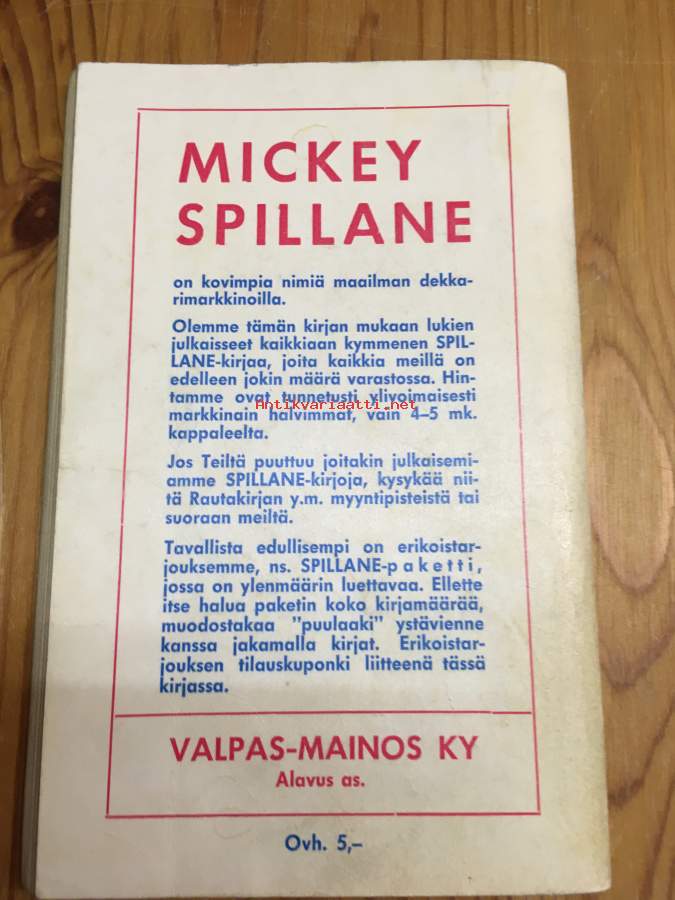 MICKEY
SPILLANE
on kovimpia nimiä maailman dekka-
rimarkkinoilla.
Olemme tämän kirjan mukaan lukien
julkaisseet kaikkiaan kymmenen SPIL-
LANE-kirjaa, joita kaikkia meillä on
edelleen jokin määrä varastossa. Hin-
tamme ovat tunnetusti ylivoimaisesti
Antikvariaatti.net
markkinain halvimmat, vain 4–5 mk.
kappaleelta.
Jos Teiltä puuttuu joitakin julkaisemi-
amme SPILLANE-kirjoja, kysykää nii-
tä Rautakirjan y.m. myyntipisteistä tai
suoraan meiltä.
Tavallista edullisempi on erikoistar-
jouksemme, ns. SPILLANE-p a k e t t i ,
jossa on ylenmäärin luettavaa. Ellette
itse halua paketin koko kirjamäärää,
muodostakaa "puulaaki" ystävienne
kanssa jakamalla kirjat. Erikoistar-
jouksen tilauskuponki liitteenä tässä
kirjassa.
VALPAS-MAINOS KY
Alavus as.
Ovh. 5,–